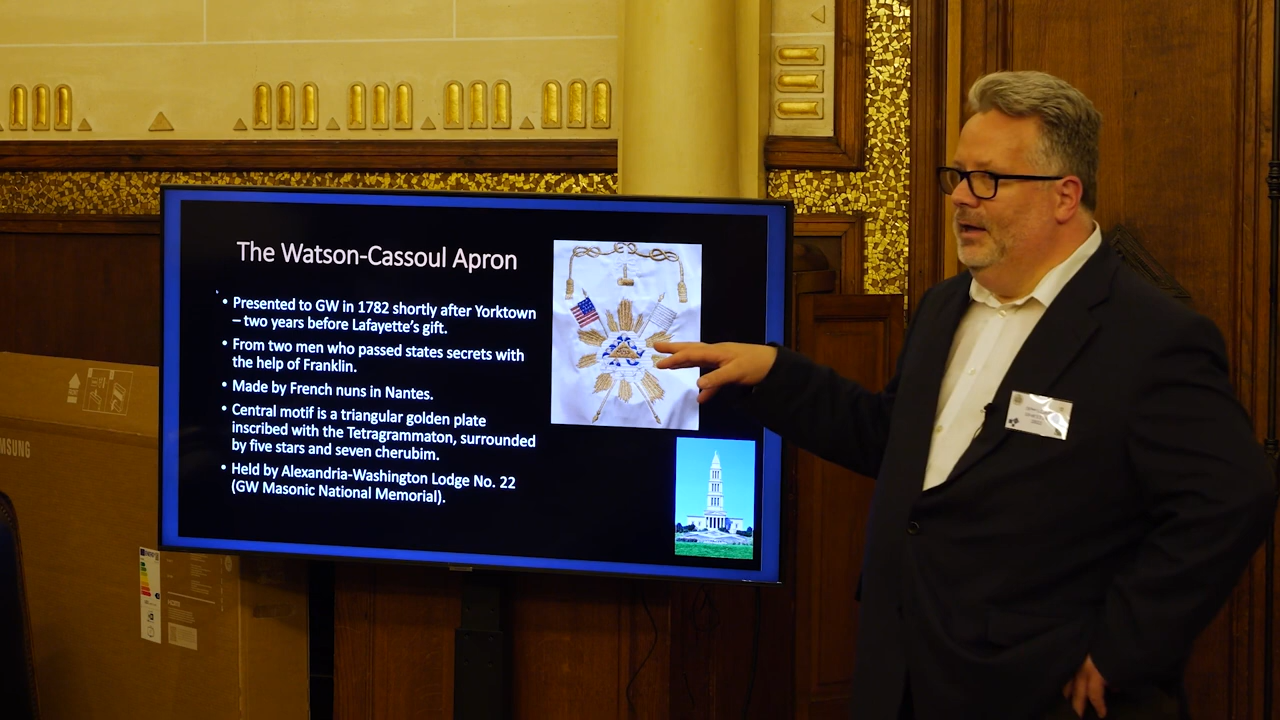 The Watson-Cassoul Apron
• Presented to GW in 1782 shortly after Yorktown
– two years before Lafayette's gift.
• From two men who passed states secrets with
the help of Franklin.
• Made by French nuns in Nantes.
• Central motif is a triangular golden plate
inscribed with the Tetragrammaton, surrounded
by five stars and seven cherubim.
• Held by Alexandria-Washington Lodge No. 22
(GW Masonic National Memorial).
MSUNG